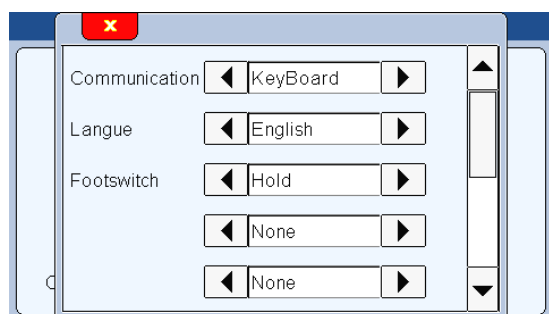 x
Communication KeyBoard
Langue English
Footswitch Hold
None
None